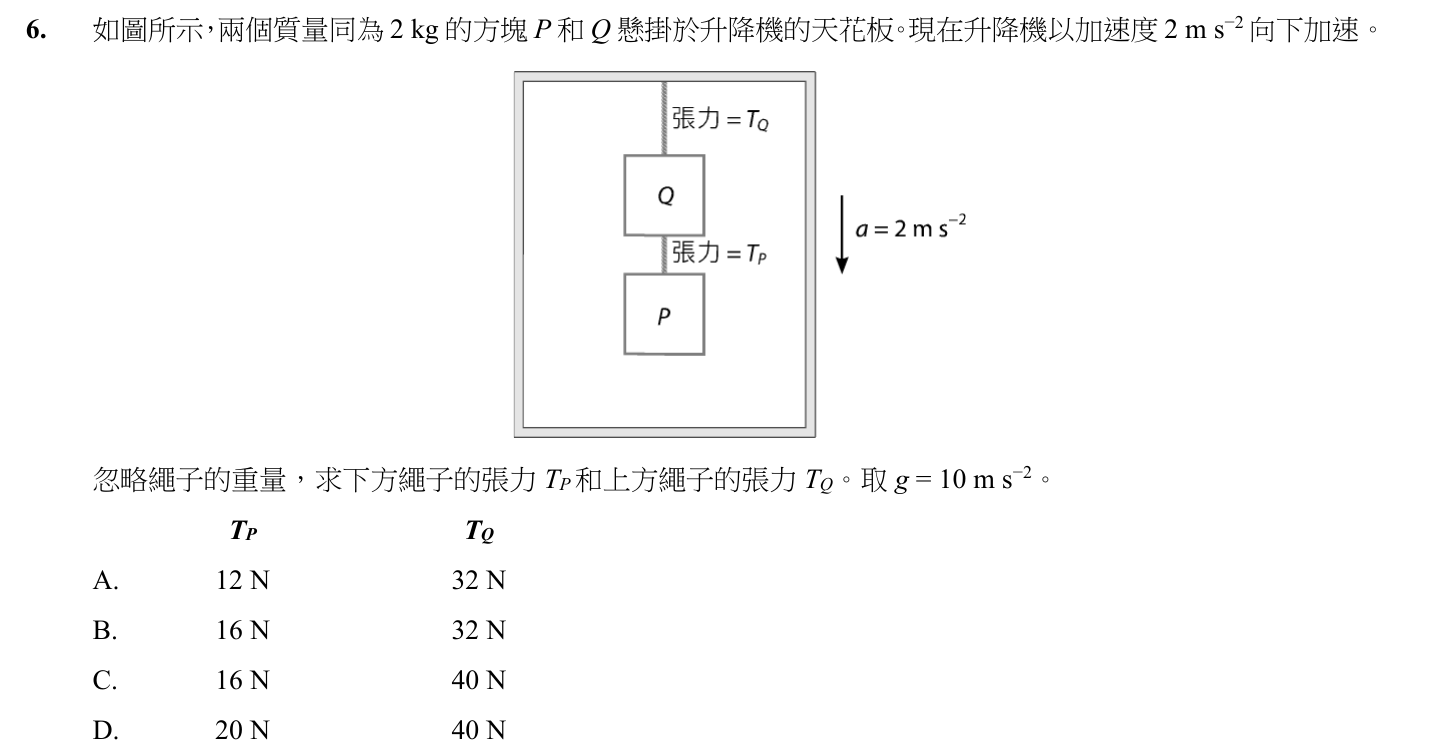 6. 如圖所示，兩個質量同為 2 kg 的方塊 P 和 Q 懸掛於升降機的天花板。現在升降機以加速度 2 m s⁻² 向下加速。
張力 = T_Q
Q
a = 2 m s⁻²
張力 = T_P
P
忽略繩子的重量，求下方繩子的張力 T_P 和上方繩子的張力 T_Q。取 g = 10 m s⁻²。
T_P T_Q
A. 12 N 32 N
B. 16 N 32 N
C. 16 N 40 N
D. 20 N 40 N